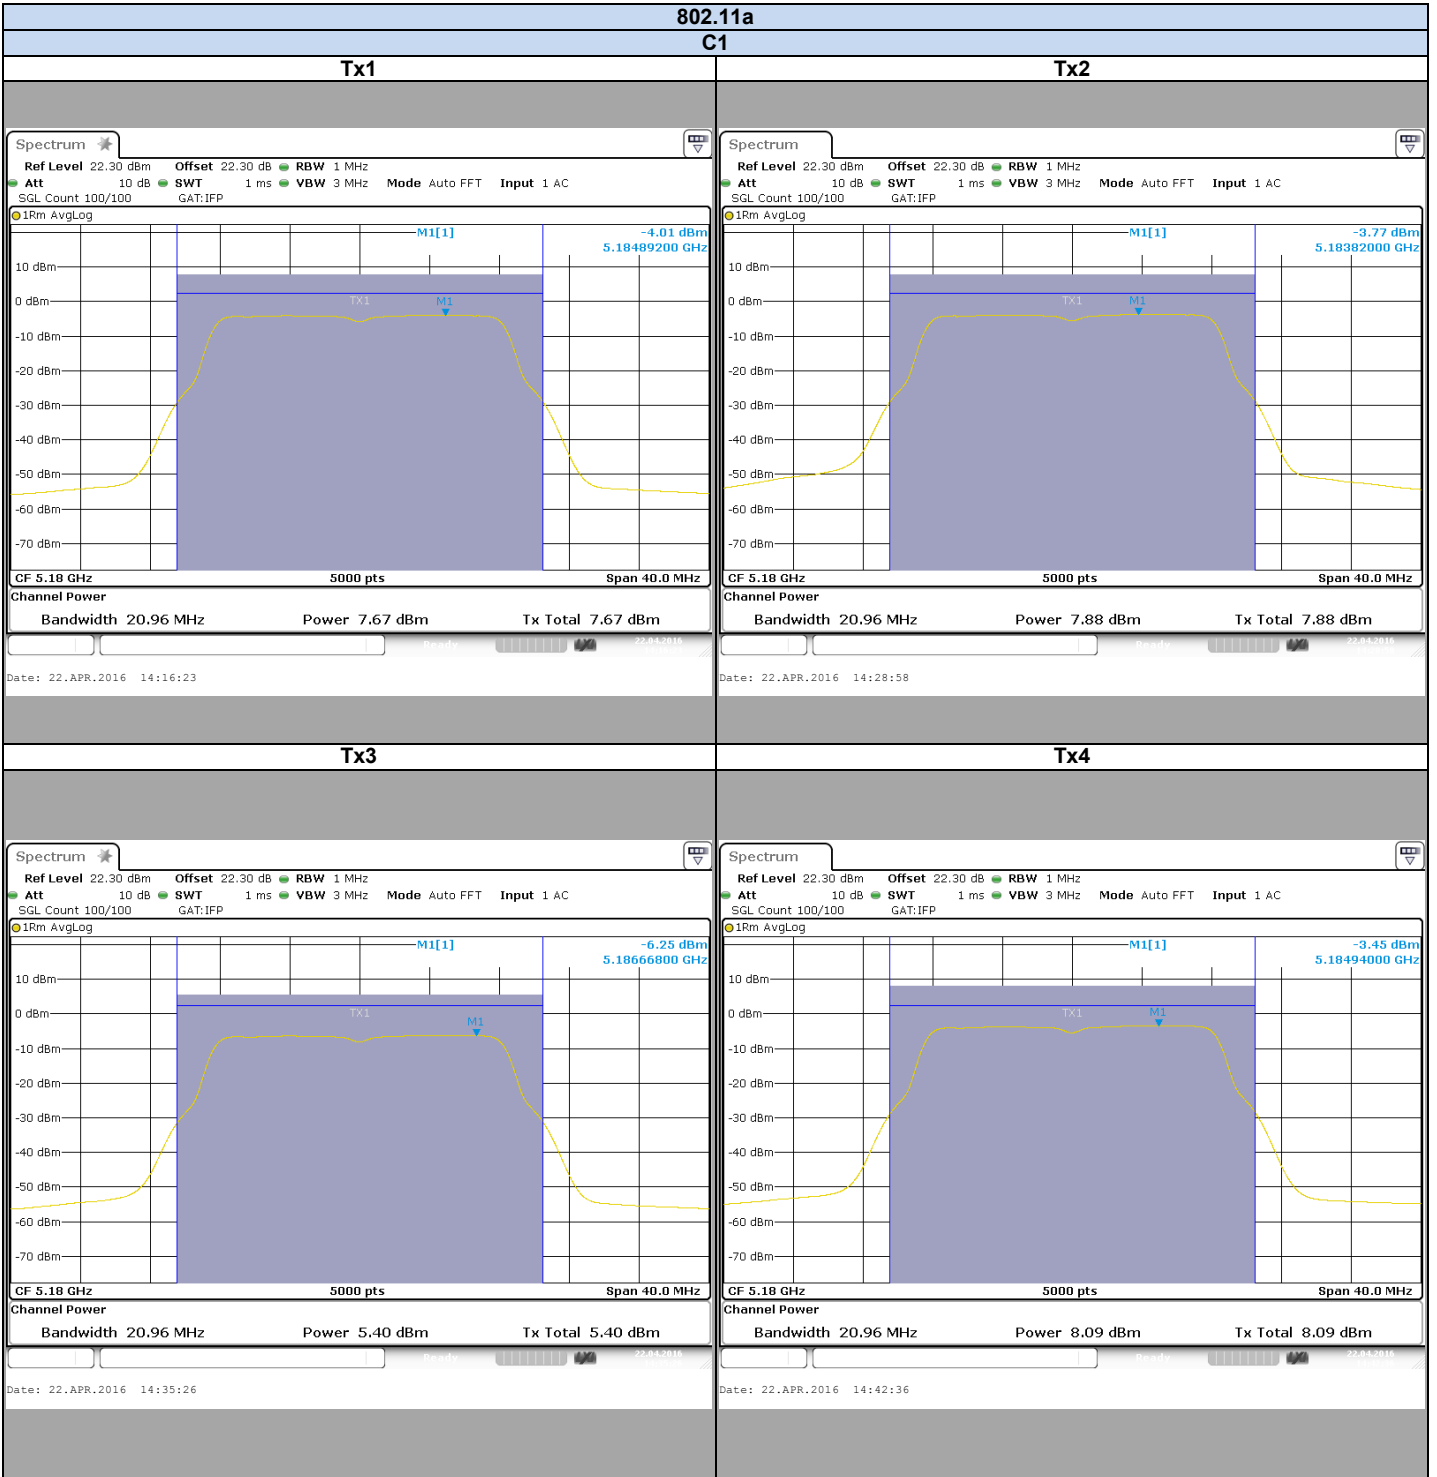 802.11a
C1
Tx1
Spectrum
Ref Level 22.30 dBm Offset 22.30 dB RBW 1 MHz
Att 10 dB SWT 1 ms VBW 3 MHz Mode Auto FFT Input 1 AC
SGL Count 100/100 GAT:IFP
1Rm AvgLog
M1[1] -4.01 dBm
5.18489200 GHz
10 dBm
0 dBm
TX1 M1
-10 dBm
-20 dBm
-30 dBm
-40 dBm
-50 dBm
-60 dBm
-70 dBm
CF 5.18 GHz 5000 pts Span 40.0 MHz
Channel Power
Bandwidth 20.96 MHz Power 7.67 dBm Tx Total 7.67 dBm
Ready 22.04.2016
Date: 22.APR.2016 14:16:23
Tx2
Spectrum
Ref Level 22.30 dBm Offset 22.30 dB RBW 1 MHz
Att 10 dB SWT 1 ms VBW 3 MHz Mode Auto FFT Input 1 AC
SGL Count 100/100 GAT:IFP
1Rm AvgLog
M1[1] -3.77 dBm
5.18382000 GHz
10 dBm
0 dBm
TX1 M1
-10 dBm
-20 dBm
-30 dBm
-40 dBm
-50 dBm
-60 dBm
-70 dBm
CF 5.18 GHz 5000 pts Span 40.0 MHz
Channel Power
Bandwidth 20.96 MHz Power 7.88 dBm Tx Total 7.88 dBm
Ready 22.04.2016
Date: 22.APR.2016 14:28:58
Tx3
Spectrum
Ref Level 22.30 dBm Offset 22.30 dB RBW 1 MHz
Att 10 dB SWT 1 ms VBW 3 MHz Mode Auto FFT Input 1 AC
SGL Count 100/100 GAT:IFP
1Rm AvgLog
M1[1] -6.25 dBm
5.18666800 GHz
10 dBm
0 dBm
TX1
M1
-10 dBm
-20 dBm
-30 dBm
-40 dBm
-50 dBm
-60 dBm
-70 dBm
CF 5.18 GHz 5000 pts Span 40.0 MHz
Channel Power
Bandwidth 20.96 MHz Power 5.40 dBm Tx Total 5.40 dBm
Ready 22.04.2016
Date: 22.APR.2016 14:35:26
Tx4
Spectrum
Ref Level 22.30 dBm Offset 22.30 dB RBW 1 MHz
Att 10 dB SWT 1 ms VBW 3 MHz Mode Auto FFT Input 1 AC
SGL Count 100/100 GAT:IFP
1Rm AvgLog
M1[1] -3.45 dBm
5.18494000 GHz
10 dBm
0 dBm
TX1 M1
-10 dBm
-20 dBm
-30 dBm
-40 dBm
-50 dBm
-60 dBm
-70 dBm
CF 5.18 GHz 5000 pts Span 40.0 MHz
Channel Power
Bandwidth 20.96 MHz Power 8.09 dBm Tx Total 8.09 dBm
Ready 22.04.2016
Date: 22.APR.2016 14:42:36